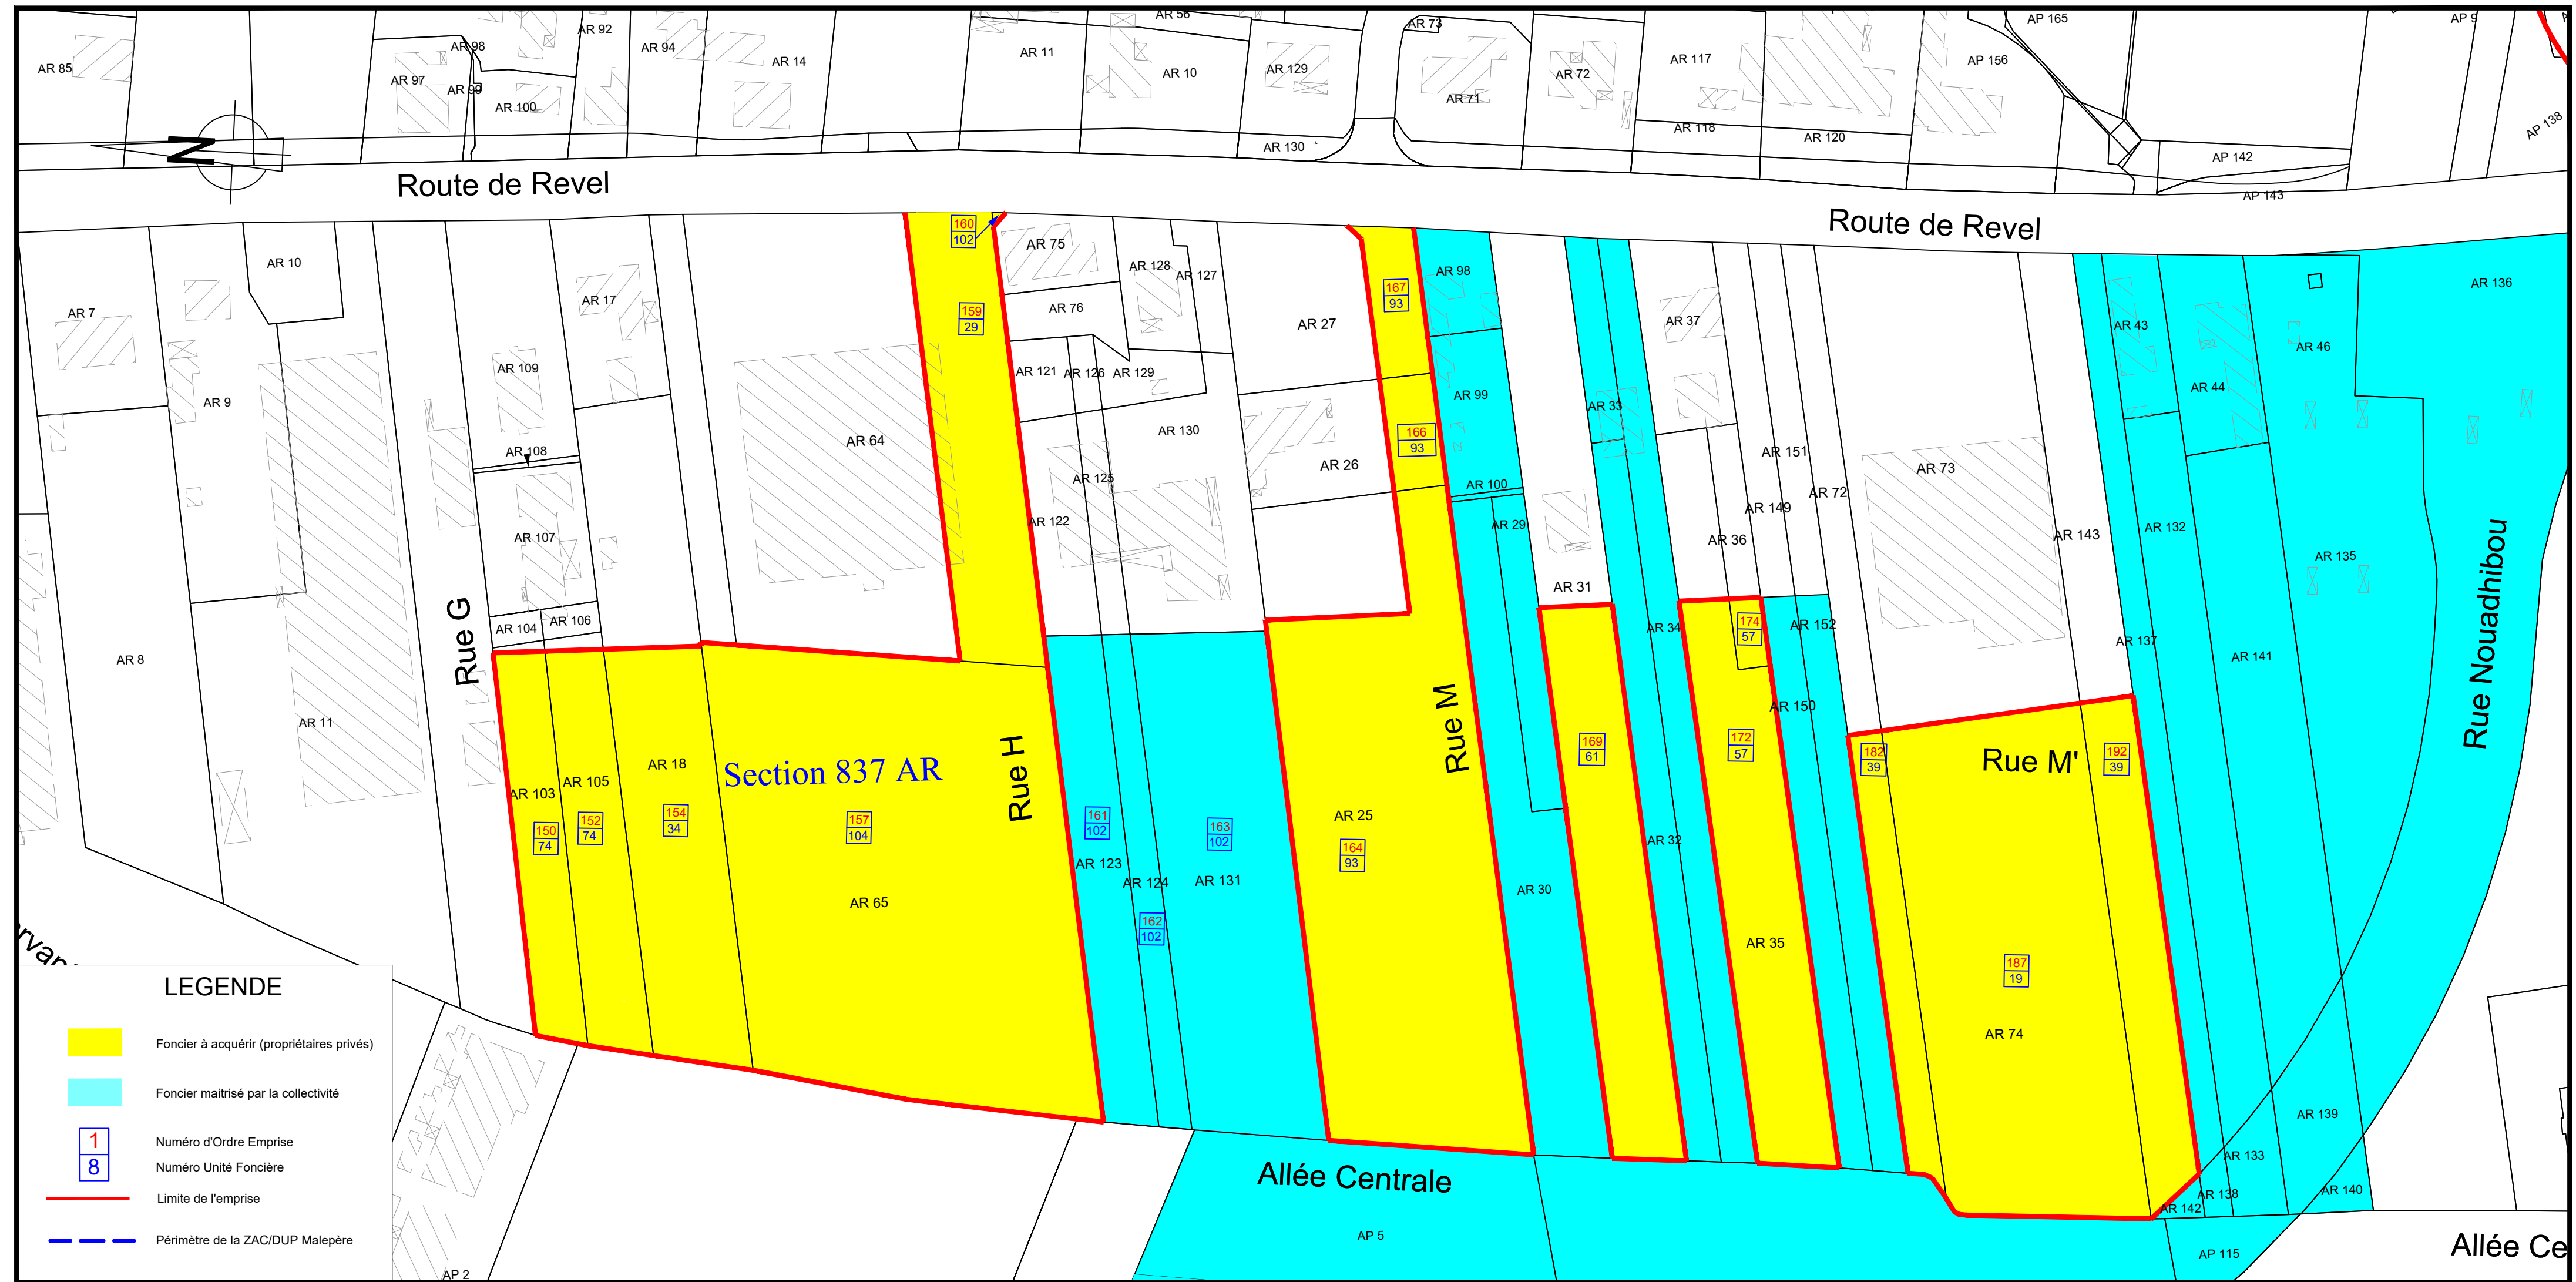 AR 56
AR 73
AP 165
AP 9
AR 85
AR 98
AR 92
AR 94
AR 14
AR 11
AR 10
AR 129
AR 72
AR 117
AP 156
AR 97
AR 99
AR 100
AR 71
AR 118
AR 120
AP 138
AR 130
AP 142
AP 143
N
Route de Revel
Route de Revel
AR 7
AR 10
AR 17
160
102
159
29
AR 75
AR 128
AR 127
AR 76
AR 27
167
93
AR 98
AR 37
AR 43
AR 136
AR 46
AR 9
AR 109
AR 121
AR 126
AR 129
AR 99
AR 33
AR 44
AR 64
AR 108
AR 130
AR 26
166
93
AR 151
AR 73
AR 125
AR 100
AR 72
AR 107
AR 122
AR 29
AR 149
AR 36
AR 143
AR 132
AR 135
AR 31
Rue Nouadhibou
AR 104
AR 106
Rue G
AR 34
174
57
AR 152
AR 137
AR 141
AR 8
AR 11
AR 150
AR 18
Section 837 AR
Rue H
Rue M
169
61
172
57
182
39
Rue M'
192
39
AR 103
AR 105
150
74
152
74
154
34
157
104
161
102
163
102
AR 25
164
93
AR 32
AR 65
AR 123
AR 124
AR 131
162
102
AR 30
AR 35
187
19
AR 74
AR 139
AR 133
AR 138
AR 140
AR 142
Allée Centrale
AP 5
AP 115
Allée Ce
AP 2
LEGENDE
Foncier à acquérir (propriétaires privés)
Foncier maitrisé par la collectivité
1
Numéro d'Ordre Emprise
8
Numéro Unité Foncière
Limite de l'emprise
Périmètre de la ZAC/DUP Malepère